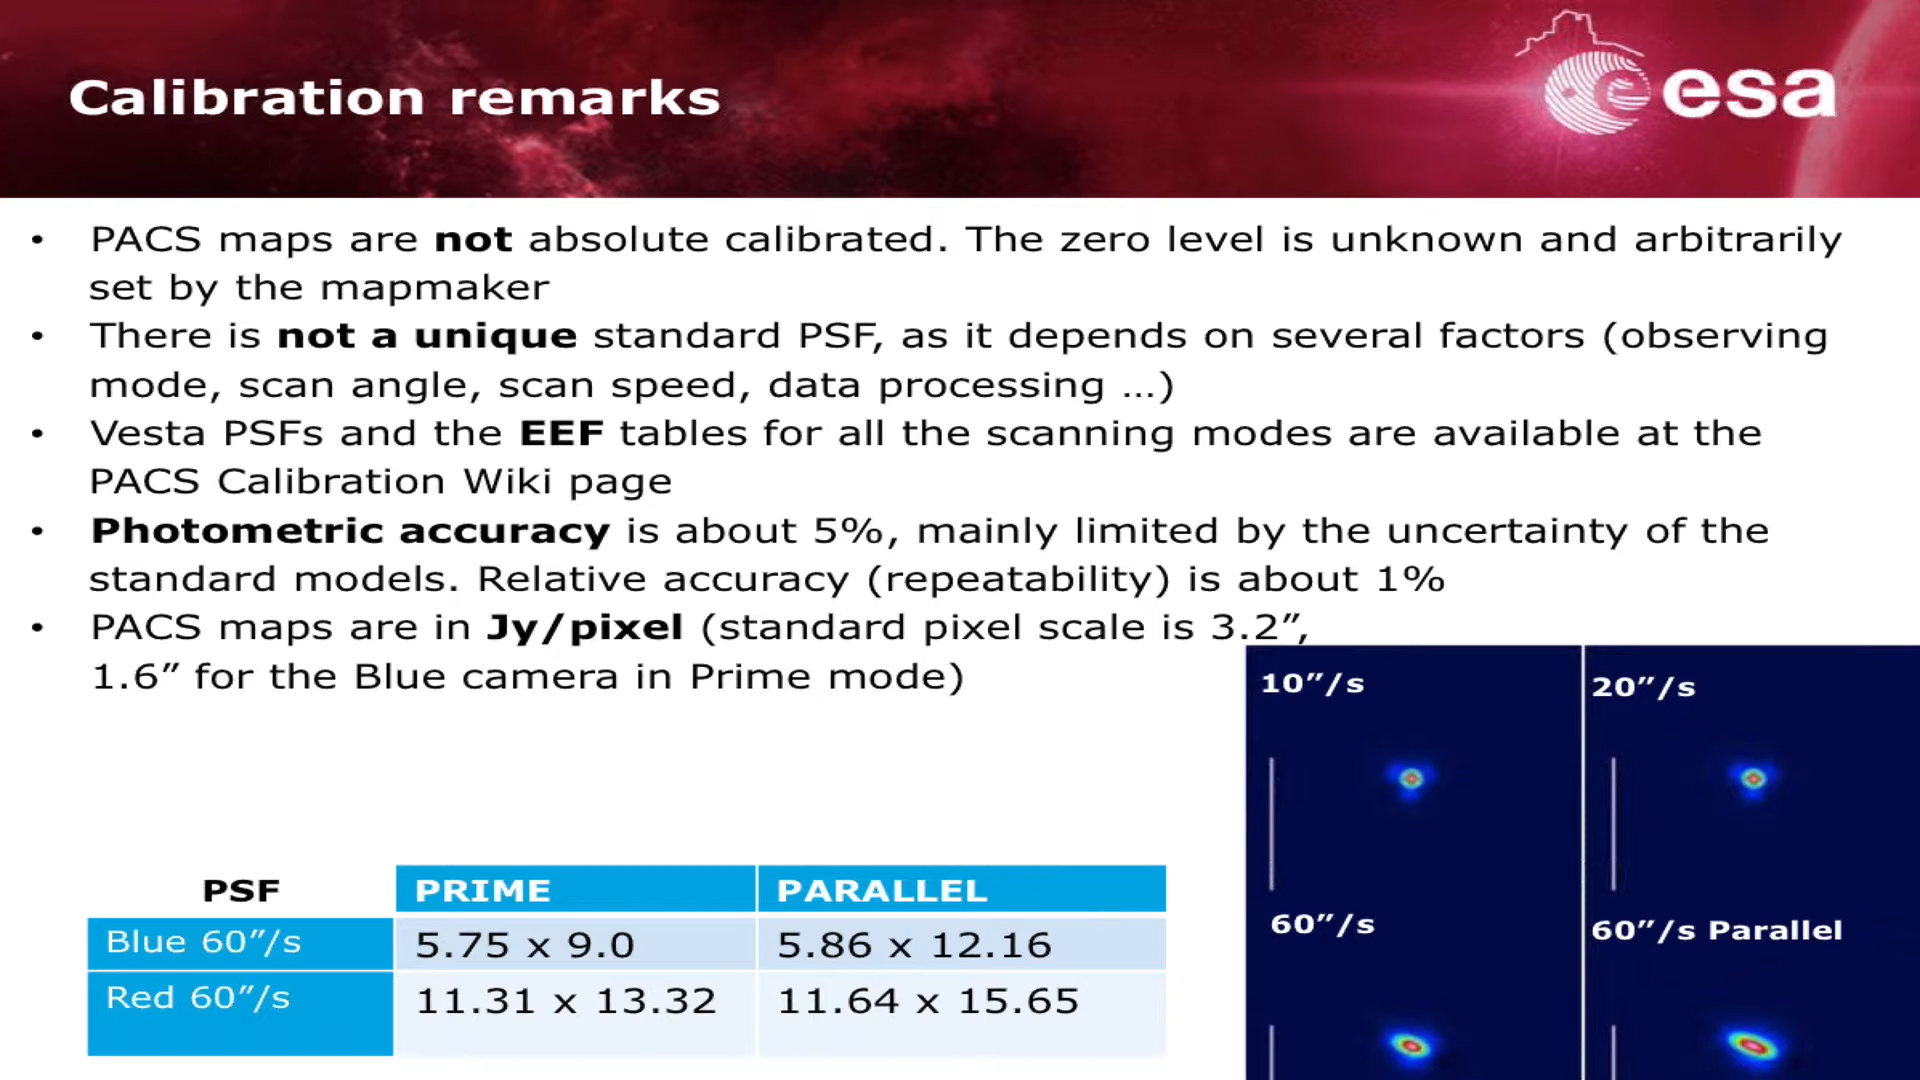 Calibration remarks
esa
• PACS maps are not absolute calibrated. The zero level is unknown and arbitrarily
set by the mapmaker
• There is not a unique standard PSF, as it depends on several factors (observing
mode, scan angle, scan speed, data processing …)
• Vesta PSFs and the EEF tables for all the scanning modes are available at the
PACS Calibration Wiki page
• Photometric accuracy is about 5%, mainly limited by the uncertainty of the
standard models. Relative accuracy (repeatability) is about 1%
• PACS maps are in Jy/pixel (standard pixel scale is 3.2”,
1.6” for the Blue camera in Prime mode)
PSF PRIME PARALLEL
Blue 60”/s 5.75 x 9.0 5.86 x 12.16
Red 60”/s 11.31 x 13.32 11.64 x 15.65
10”/s 20”/s
60”/s 60”/s Parallel